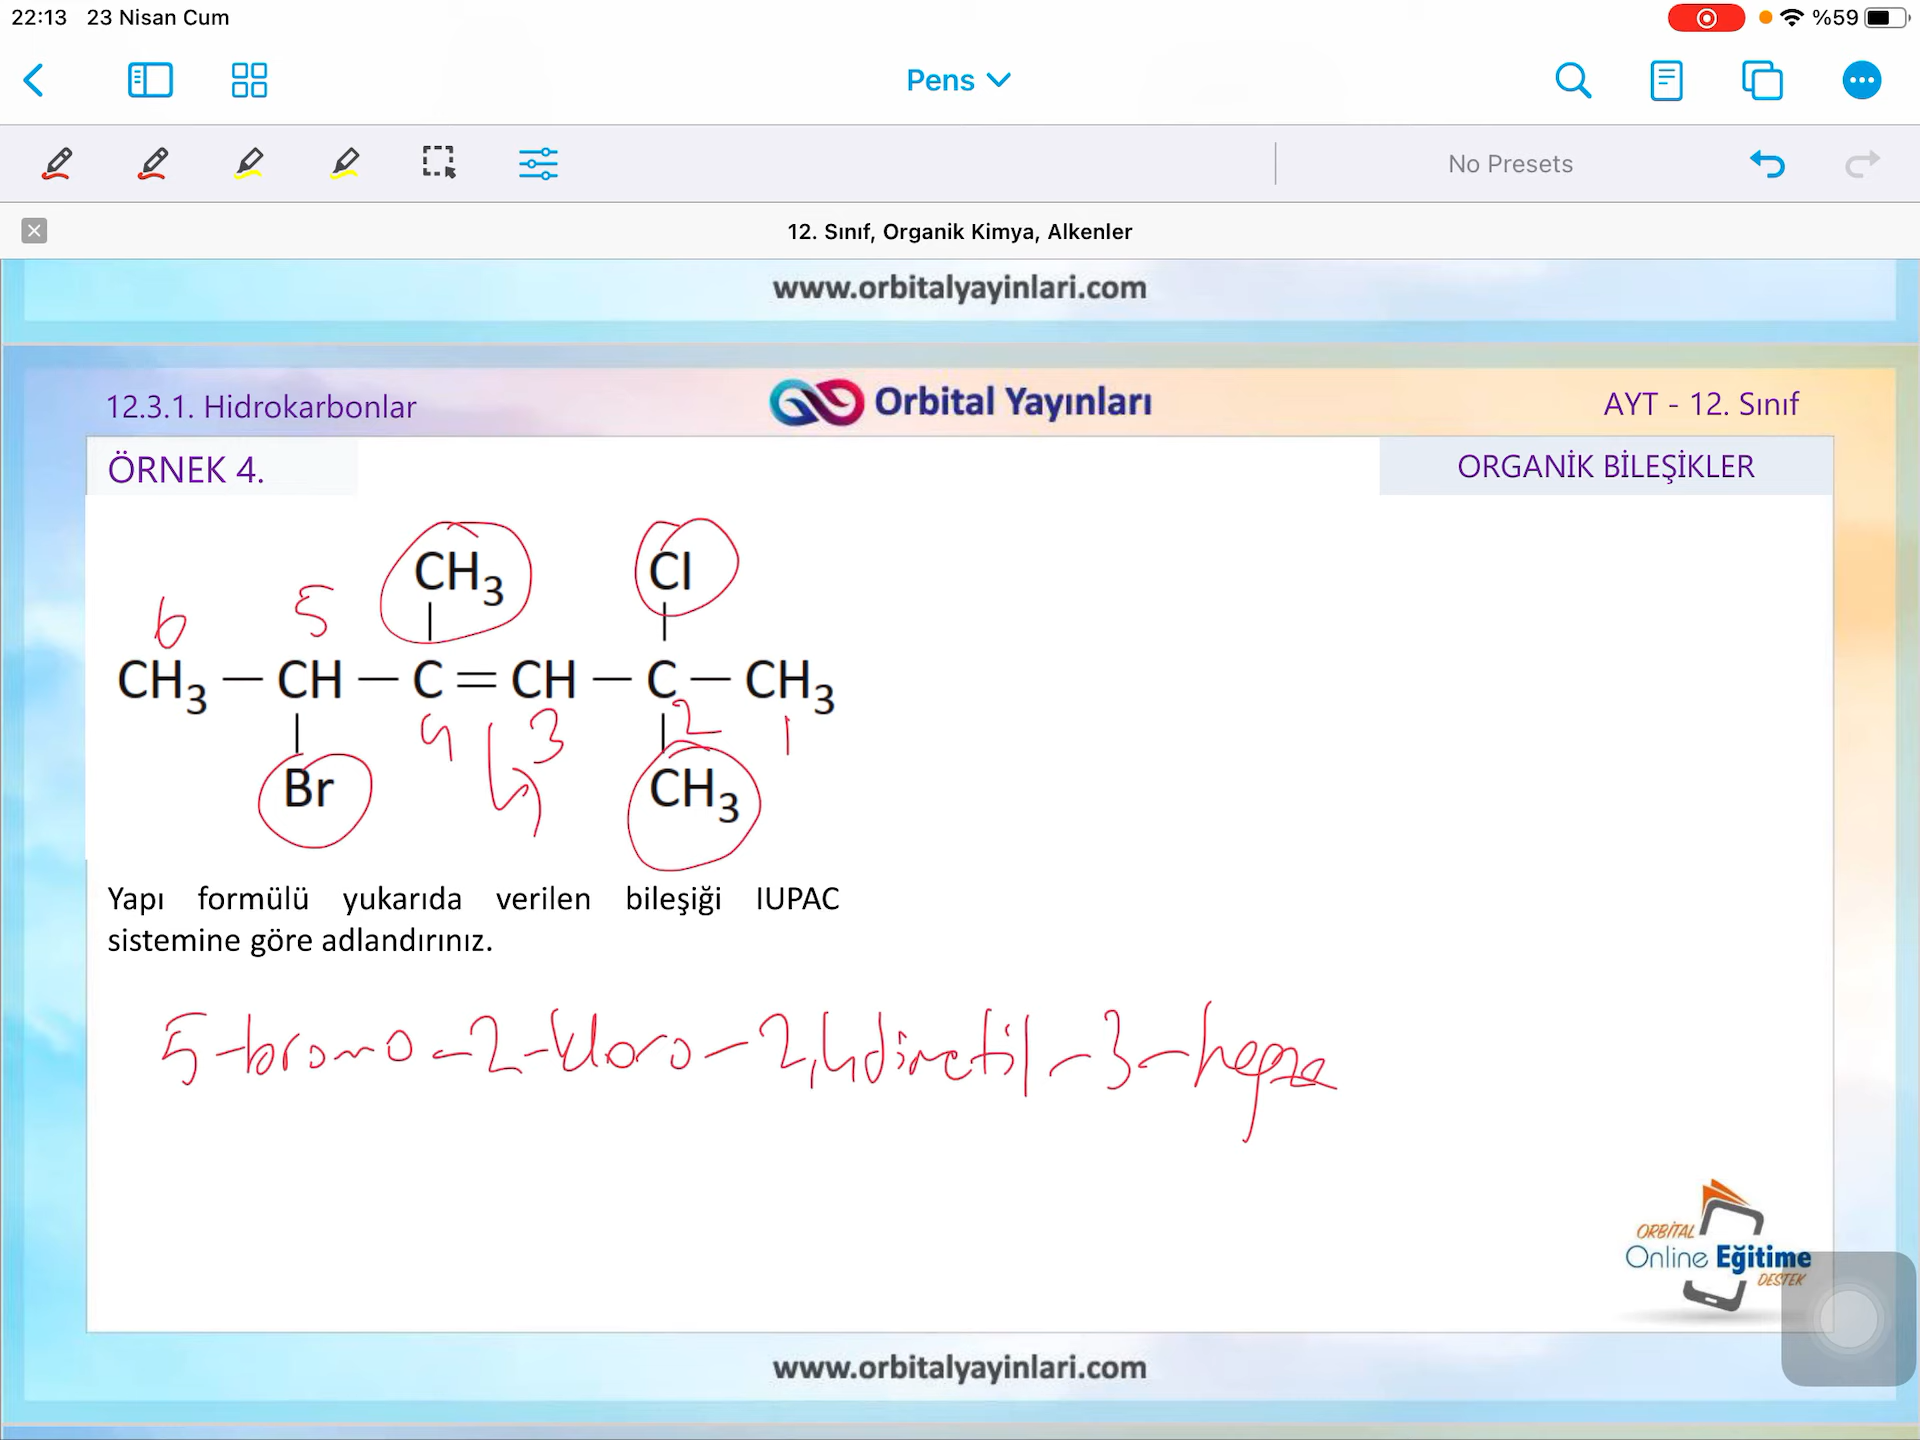 22:13 23 Nisan Cum %59
Pens
No Presets
12. Sınıf, Organik Kimya, Alkenler
www.orbitalyayinlari.com
12.3.1. Hidrokarbonlar
Orbital Yayınları
AYT - 12. Sınıf
ÖRNEK 4.
ORGANİK BİLEŞİKLER
CH3 Cl
6 5
CH3 — CH — C = CH — C — CH3
4 3 2 1
Br CH3
Yapı formülü yukarıda verilen bileşiği IUPAC
sistemine göre adlandırınız.
5-bromo-2-kloro-2,4dimetil-3-
ORBİTAL
Online Eğitime
DESTEK
www.orbitalyayinlari.com